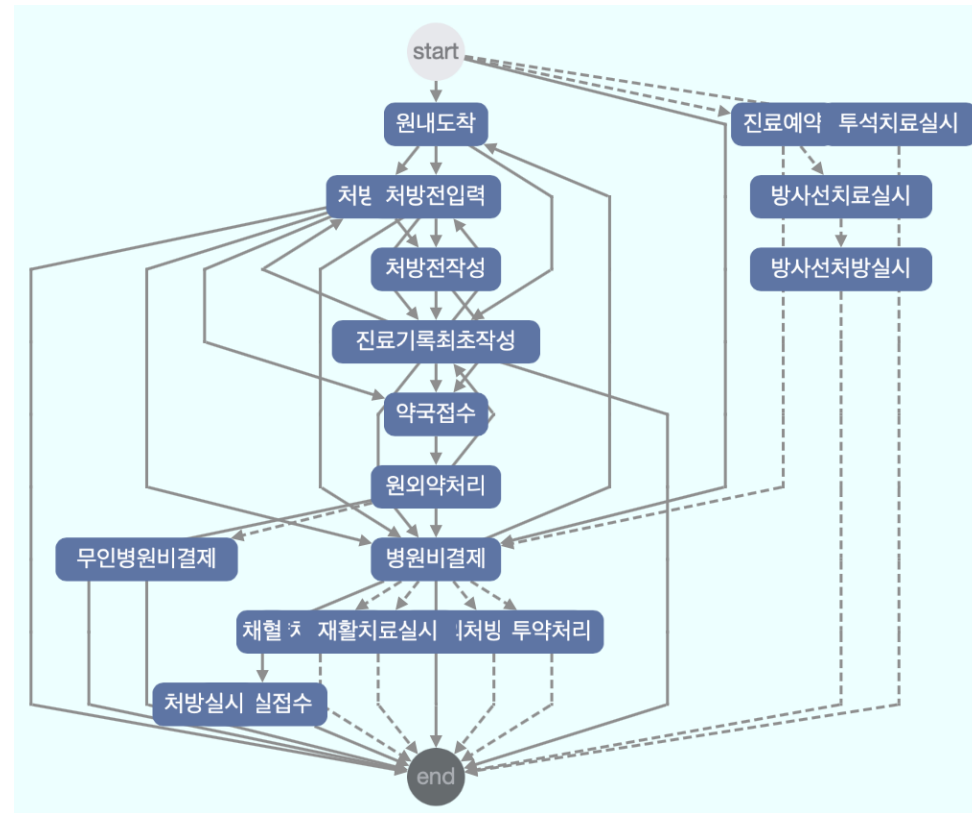 start
원내도착
진료예약
투석치료실시
처방전입력
방사선치료실시
처방전작성
방사선처방실시
진료기록최초작성
약국접수
원외약처리
무인병원비결제
병원비결제
채혈
재활치료실시
투약처리
처방실시
end